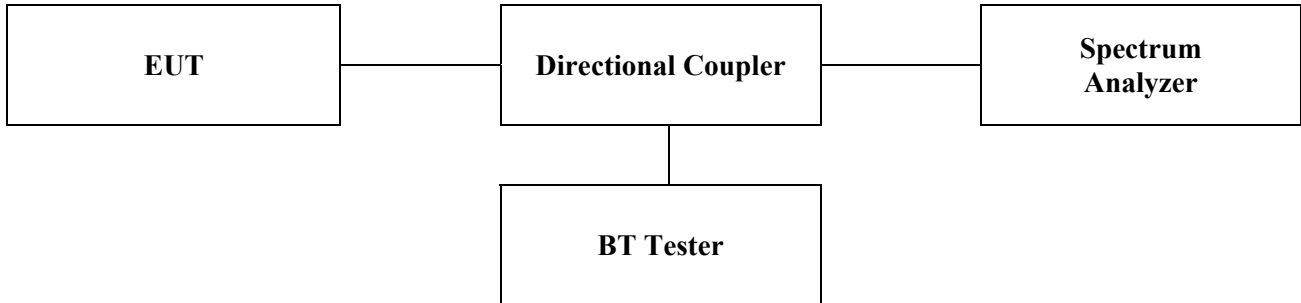 EUT
Directional Coupler
Spectrum
Analyzer
BT Tester